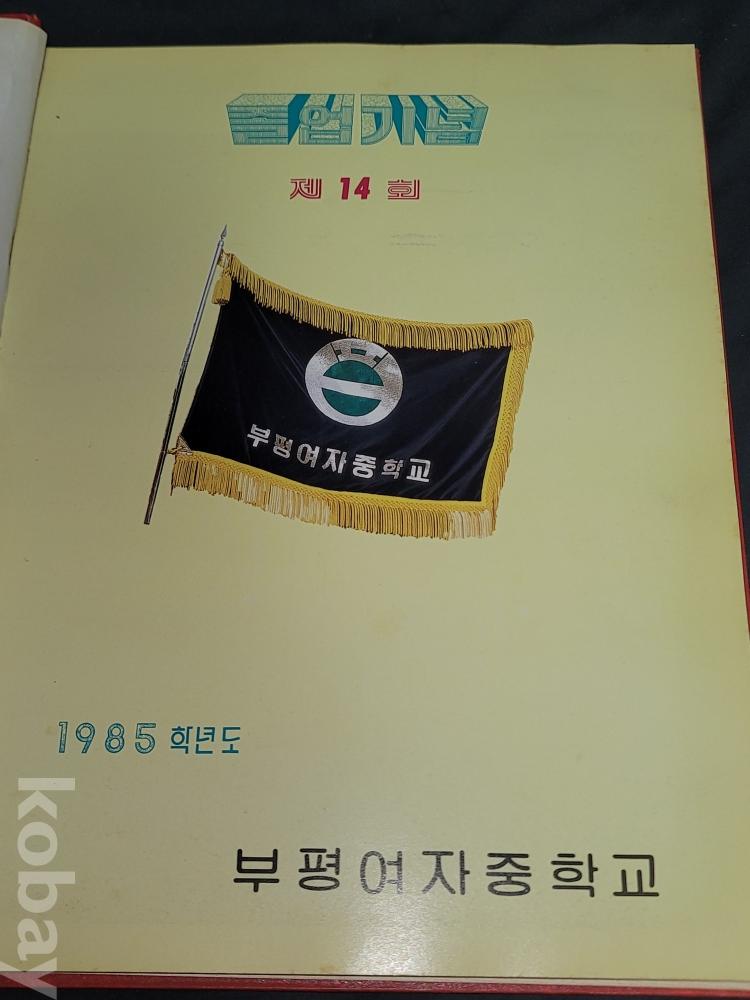 졸업기념
제 14 회
부평여자중학교
1985 학년도
부평여자중학교
kobay